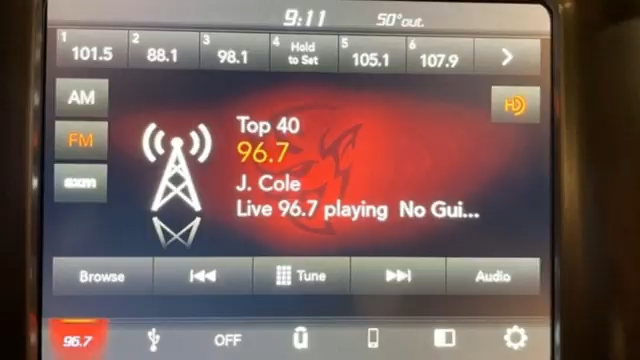 9:11 50°out.
1 101.5 2 88.1 3 98.1 4 Hold to Set 5 105.1 6 107.9
AM
HD
FM
Top 40
96.7
sxm
J. Cole
Live 96.7 playing No Gui...
Browse Tune Audio
96.7 OFF